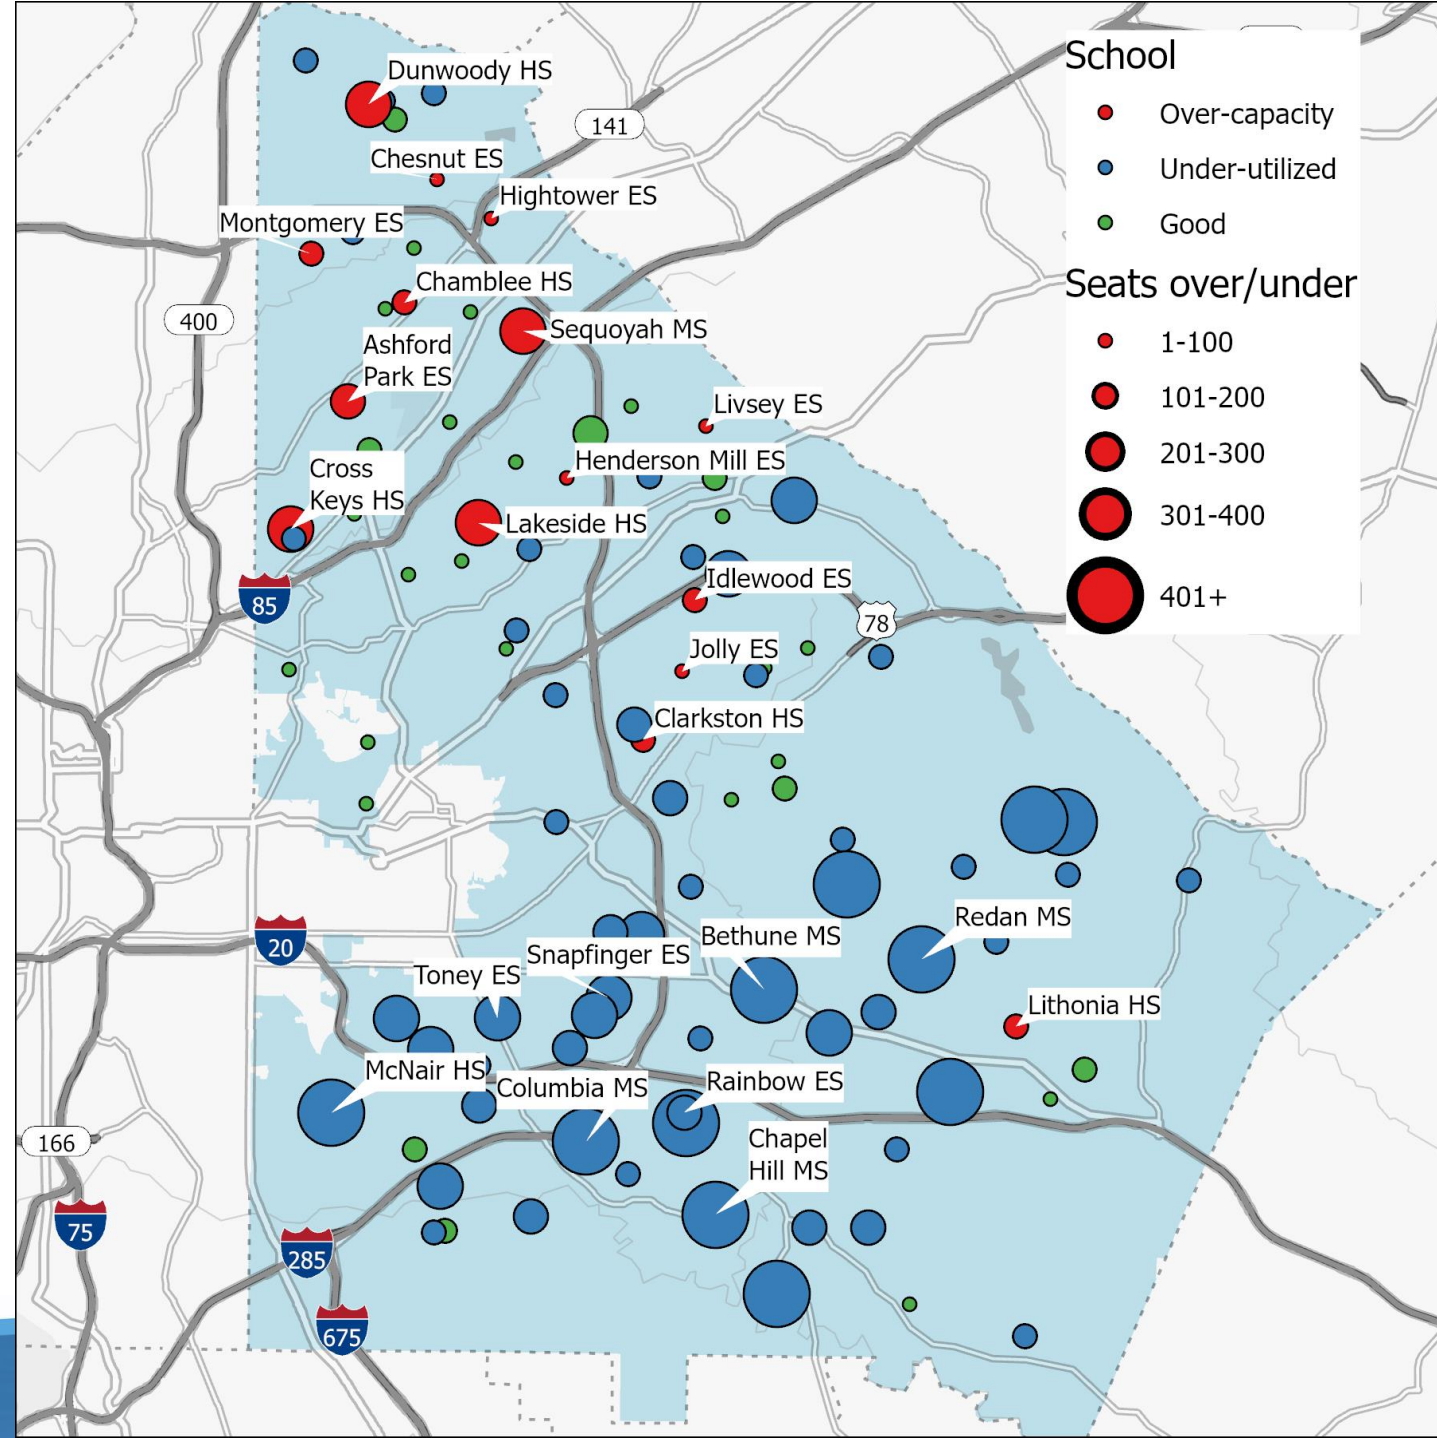 School
Over-capacity
Under-utilized
Good
Seats over/under
1-100
101-200
201-300
301-400
401+
Dunwoody HS
141
Chesnut ES
Hightower ES
Montgomery ES
Chamblee HS
400
Sequoyah MS
Ashford
Park ES
Livsey ES
Henderson Mill ES
Cross
Keys HS
Lakeside HS
Idlewood ES
85
78
Jolly ES
Clarkston HS
Redan MS
Bethune MS
20
Snapfinger ES
Toney ES
Lithonia HS
McNair HS
Columbia MS
Rainbow ES
166
Chapel
Hill MS
75
285
675